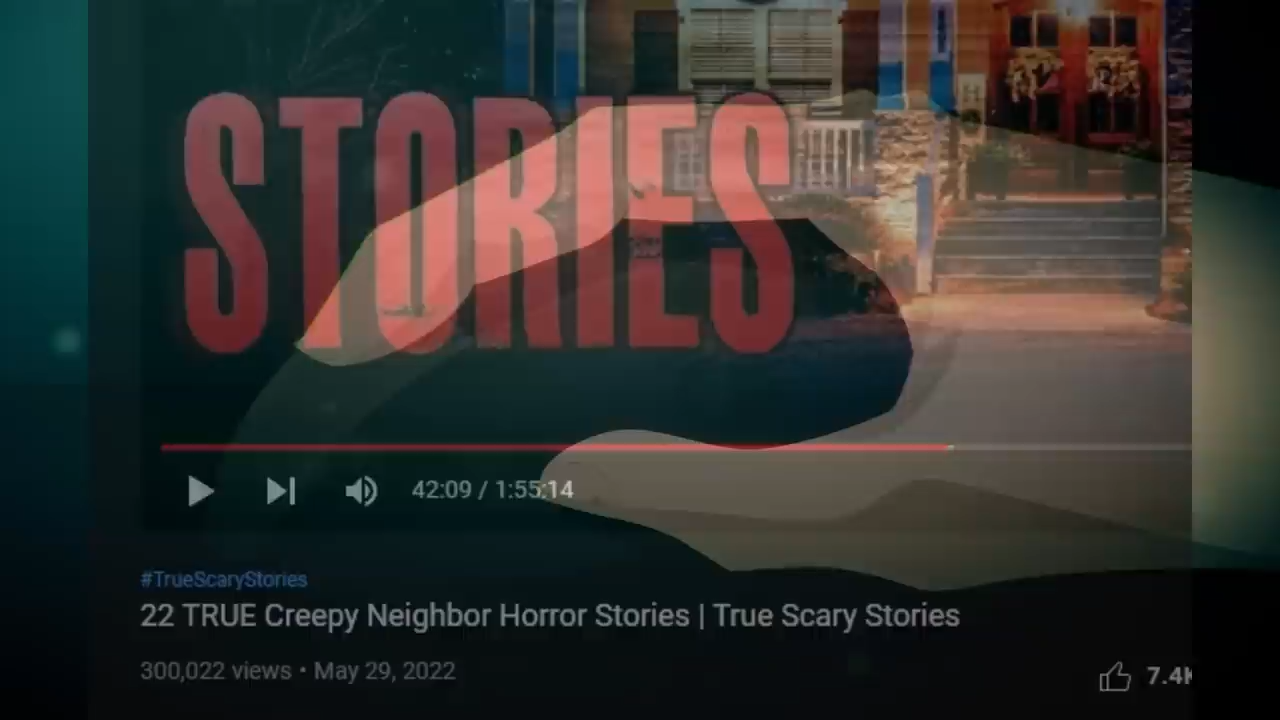 STORIES
42:09 / 1:55:14
#TrueScaryStories
22 TRUE Creepy Neighbor Horror Stories | True Scary Stories
300,022 views • May 29, 2022
7.4K